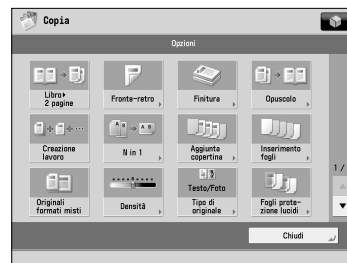 Copia
Opzioni
Libro
2 pagine
Fronte-retro
Finitura
Opuscolo
Creazione
lavoro
A B
A B
N in 1
Aggiunta
copertina
Inserimento
fogli
1/
Originali
formati misti
Densità
Testo/Foto
Tipo di
originale
Fogli prote-
zione lucidi
Chiudi